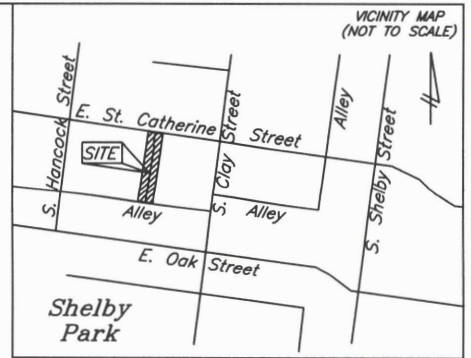 VICINITY MAP
(NOT TO SCALE)
S. Hancock Street
E. St. Catherine Street
SITE
S. Clay Street
Alley
S. Shelby Street
Alley
Alley
E. Oak Street
Shelby
Park